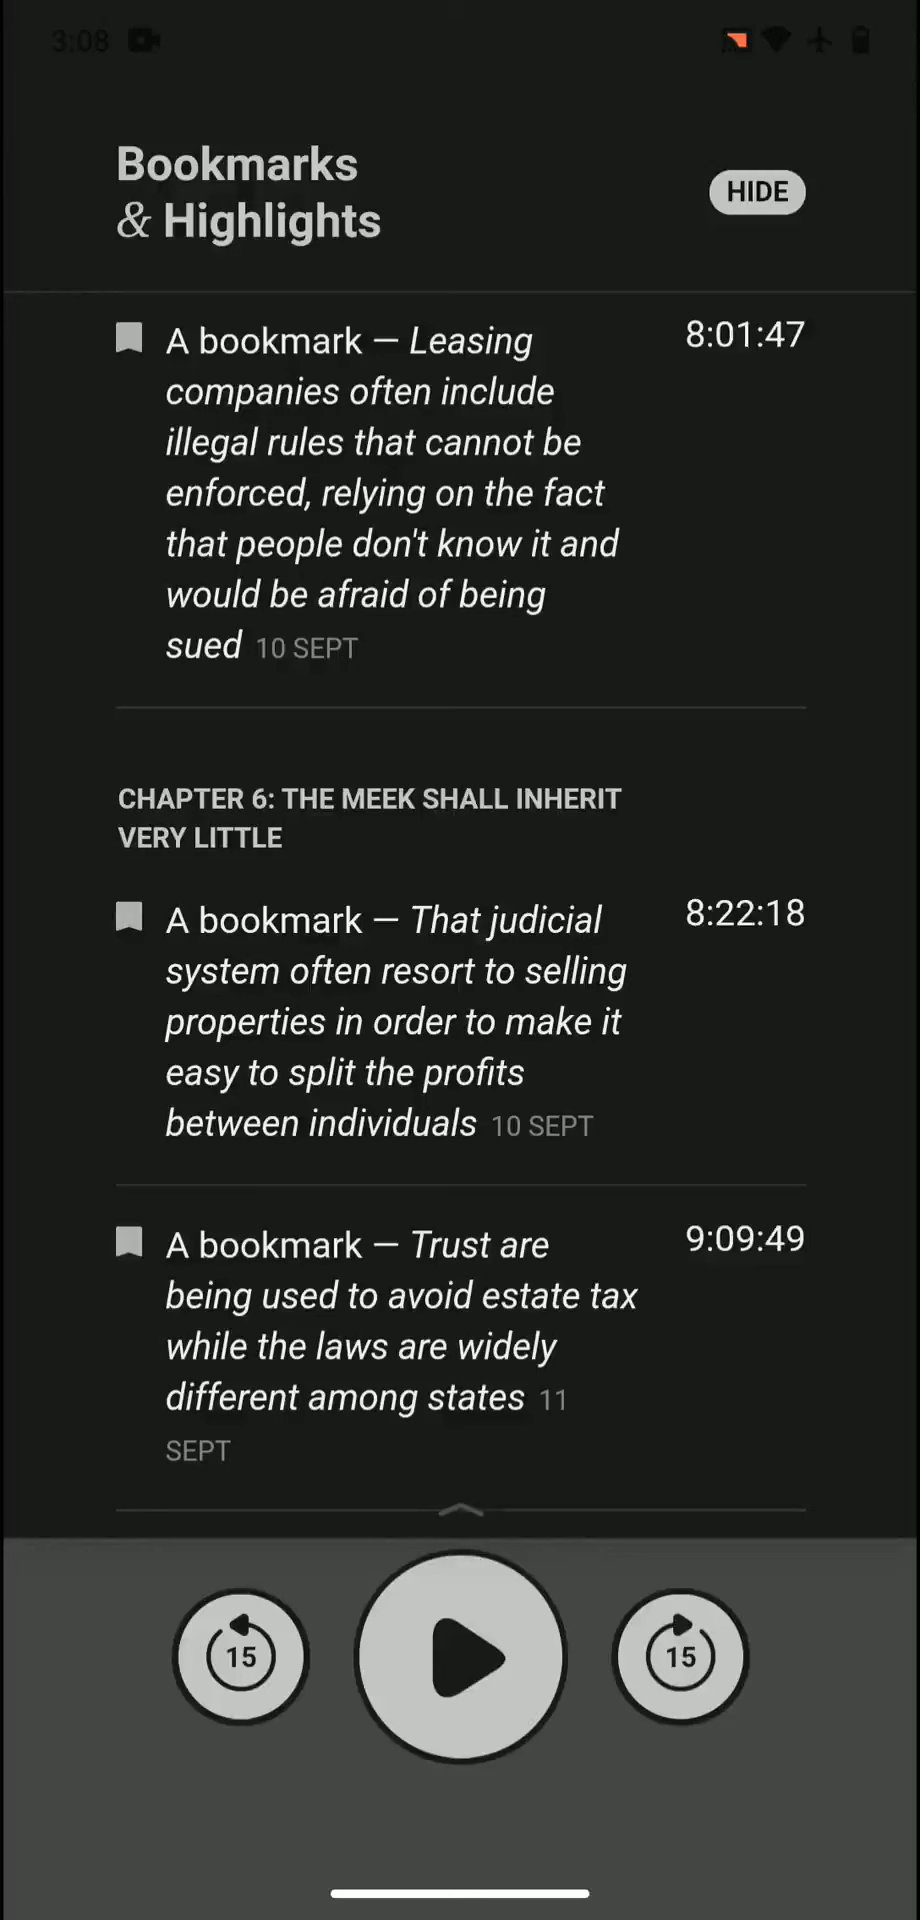 3:08
Bookmarks
& Highlights
HIDE
A bookmark — Leasing
8:01:47
companies often include
illegal rules that cannot be
enforced, relying on the fact
that people don't know it and
would be afraid of being
sued 10 SEPT
CHAPTER 6: THE MEEK SHALL INHERIT
VERY LITTLE
A bookmark — That judicial
8:22:18
system often resort to selling
properties in order to make it
easy to split the profits
between individuals 10 SEPT
A bookmark — Trust are
9:09:49
being used to avoid estate tax
while the laws are widely
different among states 11
SEPT
15
15